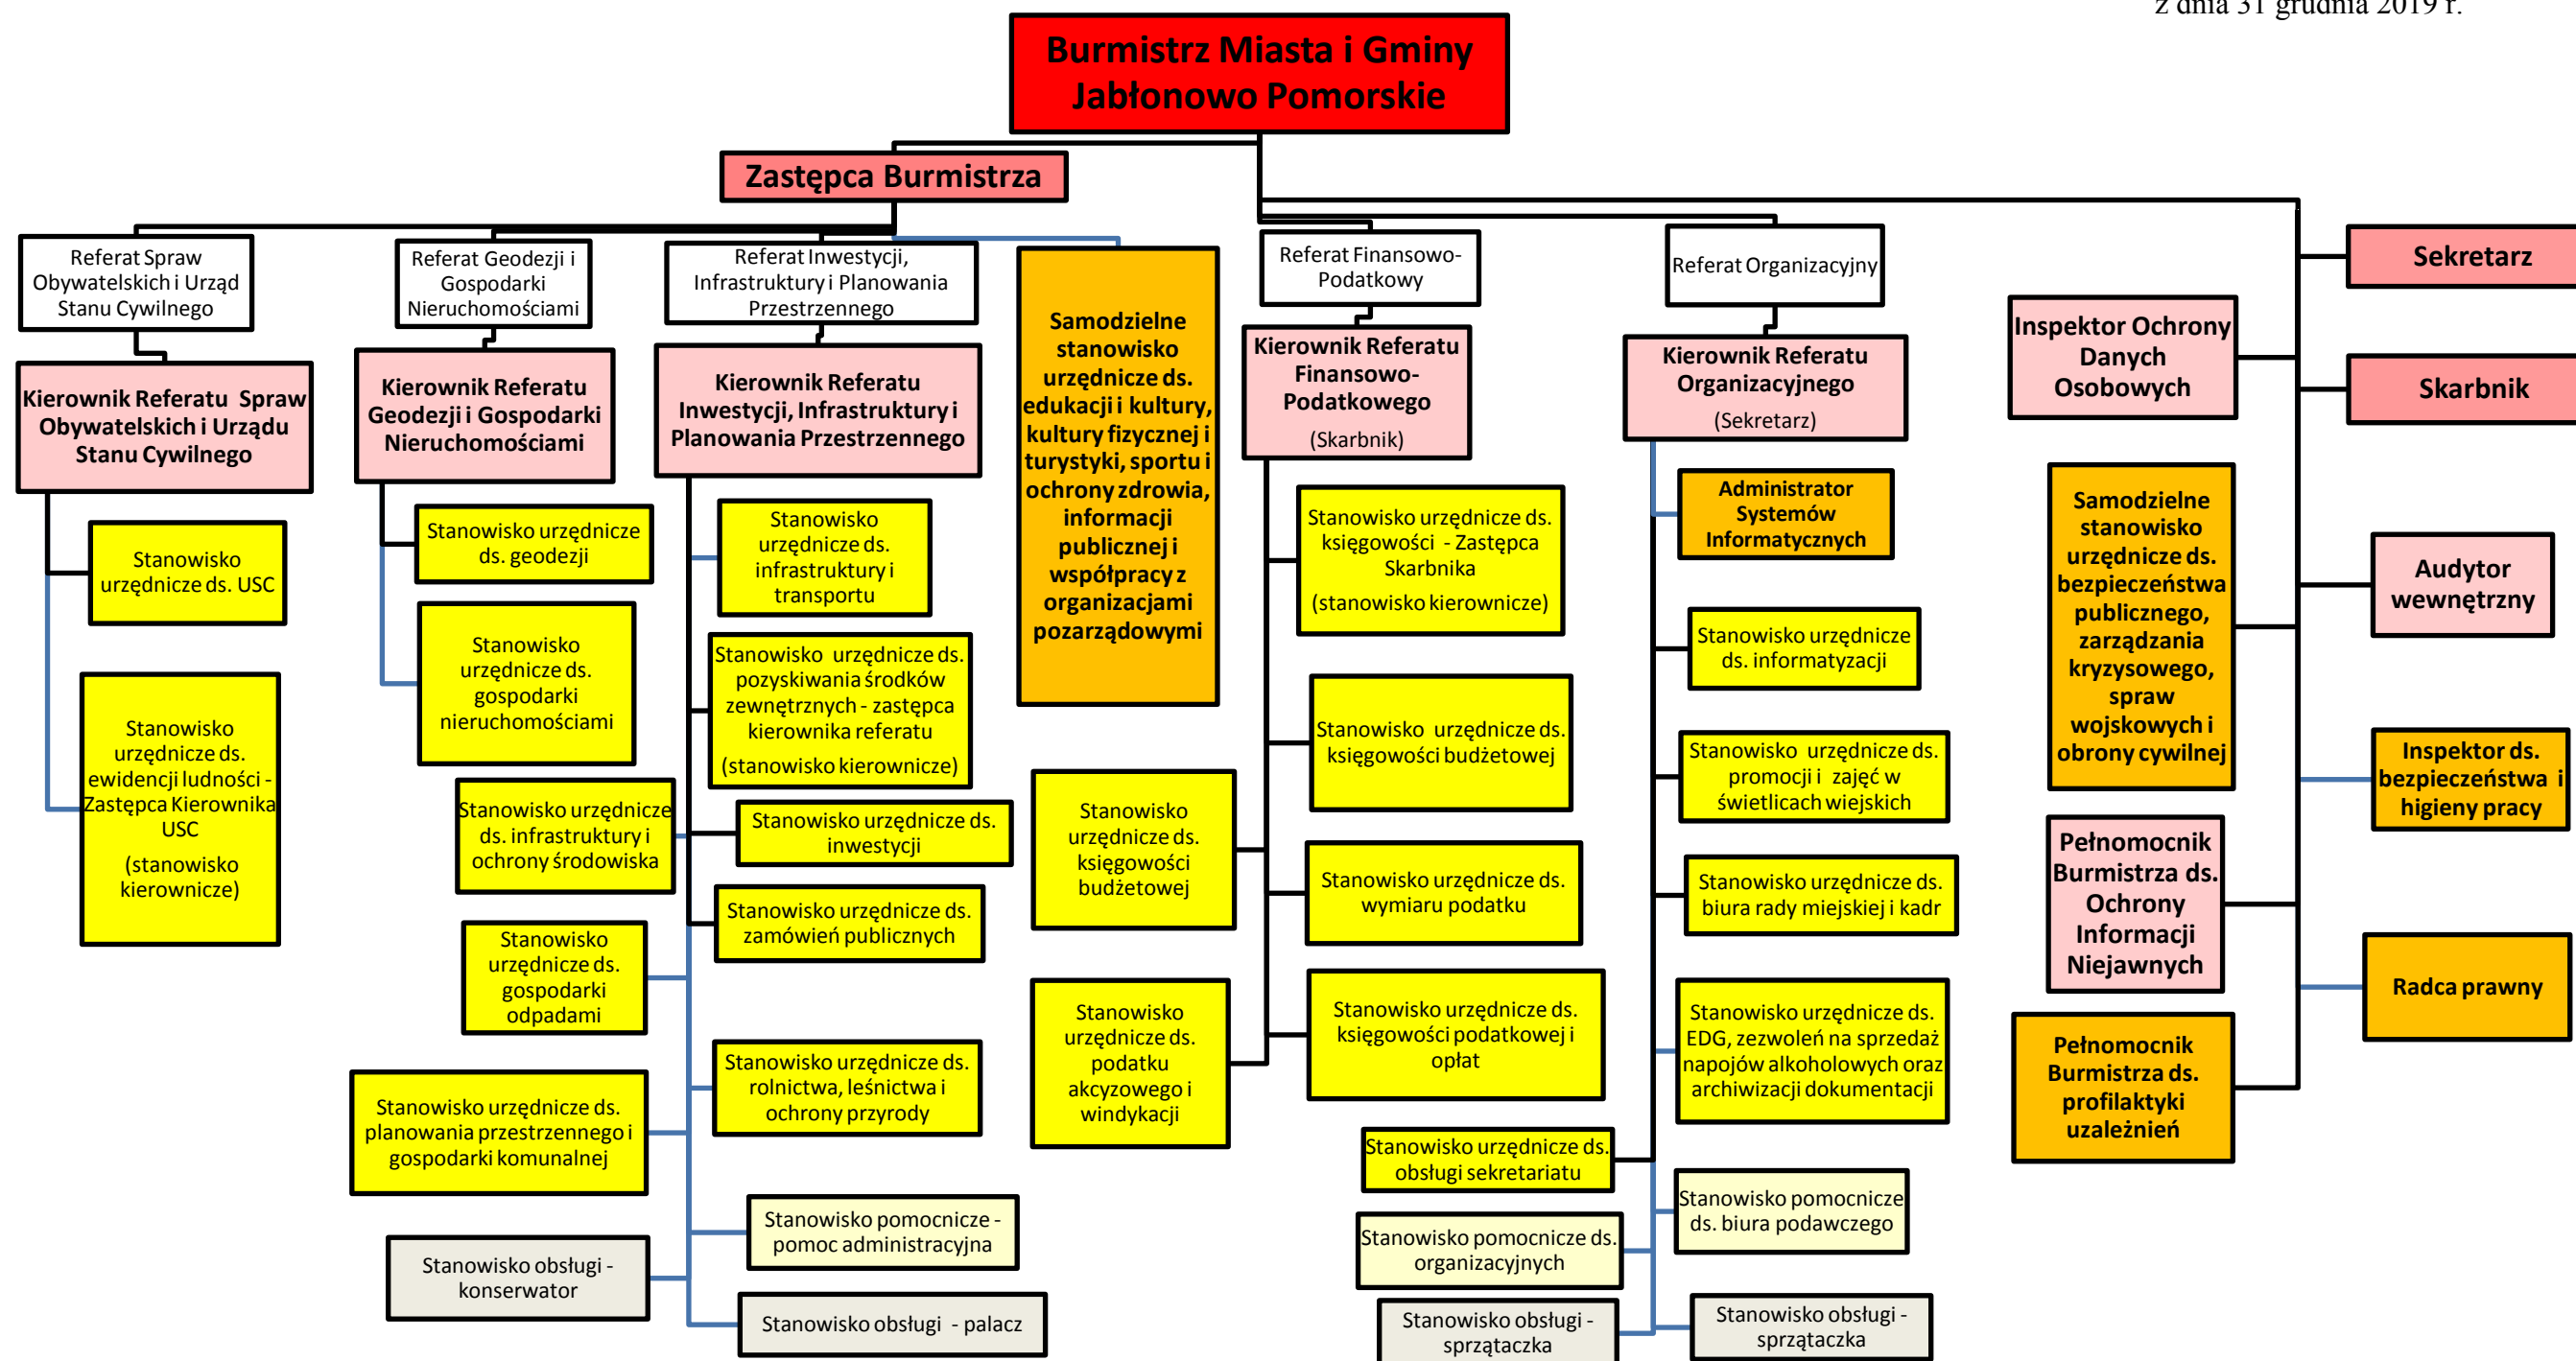 z dnia 31 grudnia 2019 r.
Burmistrz Miasta i Gminy
Jabłonowo Pomorskie
Zastępca Burmistrza
Referat Spraw
Obywatelskich i Urząd
Stanu Cywilnego
Kierownik Referatu Spraw
Obywatelskich i Urzędu
Stanu Cywilnego
Stanowisko
urzędnicze ds. USC
Stanowisko
urzędnicze ds.
ewidencji ludności -
Zastępca Kierownika
USC
(stanowisko
kierownicze)
Referat Geodezji i
Gospodarki
Nieruchomościami
Kierownik Referatu
Geodezji i Gospodarki
Nieruchomościami
Stanowisko urzędnicze
ds. geodezji
Stanowisko
urzędnicze ds.
gospodarki
nieruchomościami
Referat Inwestycji,
Infrastruktury i Planowania
Przestrzennego
Kierownik Referatu
Inwestycji, Infrastruktury i
Planowania Przestrzennego
Stanowisko
urzędnicze ds.
infrastruktury i
transportu
Stanowisko urzędnicze ds.
pozyskiwania środków
zewnętrznych - zastępca
kierownika referatu
(stanowisko kierownicze)
Stanowisko urzędnicze
ds. infrastruktury i
ochrony środowiska
Stanowisko urzędnicze ds.
inwestycji
Stanowisko urzędnicze ds.
zamówień publicznych
Stanowisko
urzędnicze ds.
gospodarki
odpadami
Stanowisko urzędnicze ds.
rolnictwa, leśnictwa i
ochrony przyrody
Stanowisko urzędnicze ds.
planowania przestrzennego i
gospodarki komunalnej
Stanowisko pomocnicze -
pomoc administracyjna
Stanowisko obsługi -
konserwator
Stanowisko obsługi - palacz
Samodzielne
stanowisko
urzędnicze ds.
edukacji i kultury,
kultury fizycznej i
turystyki, sportu i
ochrony zdrowia,
informacji
publicznej i
współpracy z
organizacjami
pozarządowymi
Referat Finansowo-
Podatkowy
Kierownik Referatu
Finansowo-
Podatkowego
(Skarbnik)
Stanowisko urzędnicze ds.
księgowości - Zastępca
Skarbnika
(stanowisko kierownicze)
Stanowisko urzędnicze ds.
księgowości budżetowej
Stanowisko
urzędnicze ds.
księgowości
budżetowej
Stanowisko urzędnicze ds.
wymiaru podatku
Stanowisko
urzędnicze ds.
podatku
akcyzowego i
windykacji
Stanowisko urzędnicze ds.
księgowości podatkowej i
opłat
Referat Organizacyjny
Kierownik Referatu
Organizacyjnego
(Sekretarz)
Administrator
Systemów
Informatycznych
Stanowisko urzędnicze
ds. informatyzacji
Stanowisko urzędnicze ds.
promocji i zajęć w
świetlicach wiejskich
Stanowisko urzędnicze ds.
biura rady miejskiej i kadr
Stanowisko urzędnicze ds.
EDG, zezwoleń na sprzedaż
napojów alkoholowych oraz
archiwizacji dokumentacji
Stanowisko urzędnicze ds.
obsługi sekretariatu
Stanowisko pomocnicze
ds. biura podawczego
Stanowisko pomocnicze ds.
organizacyjnych
Stanowisko obsługi -
sprzątaczka
Stanowisko obsługi -
sprzątaczka
Sekretarz
Inspektor Ochrony
Danych
Osobowych
Skarbnik
Samodzielne
stanowisko
urzędnicze ds.
bezpieczeństwa
publicznego,
zarządzania
kryzysowego,
spraw
wojskowych i
obrony cywilnej
Audytor
wewnętrzny
Inspektor ds.
bezpieczeństwa i
higieny pracy
Pełnomocnik
Burmistrza ds.
Ochrony
Informacji
Niejawnych
Radca prawny
Pełnomocnik
Burmistrza ds.
profilaktyki
uzależnień